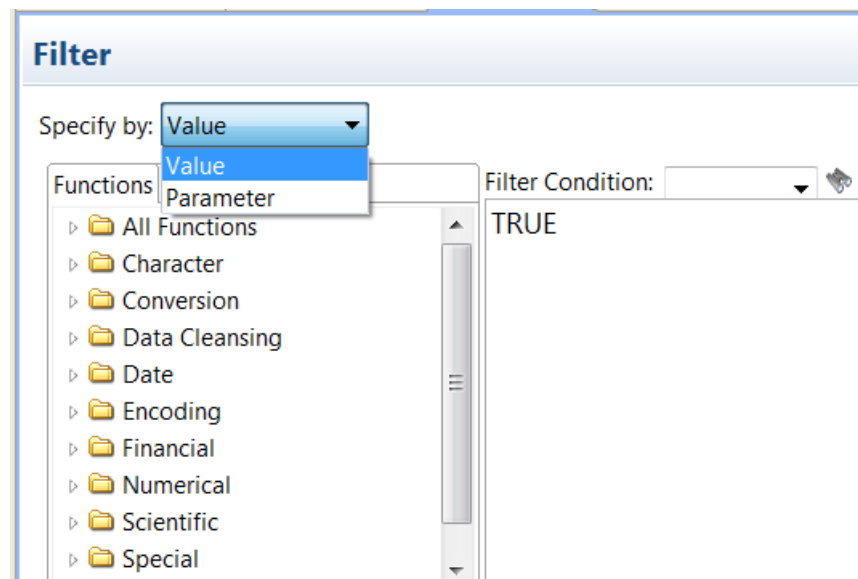 Filter
Specify by: Value
Value
Parameter
Functions
All Functions
Character
Conversion
Data Cleansing
Date
Encoding
Financial
Numerical
Scientific
Special
Filter Condition:
TRUE